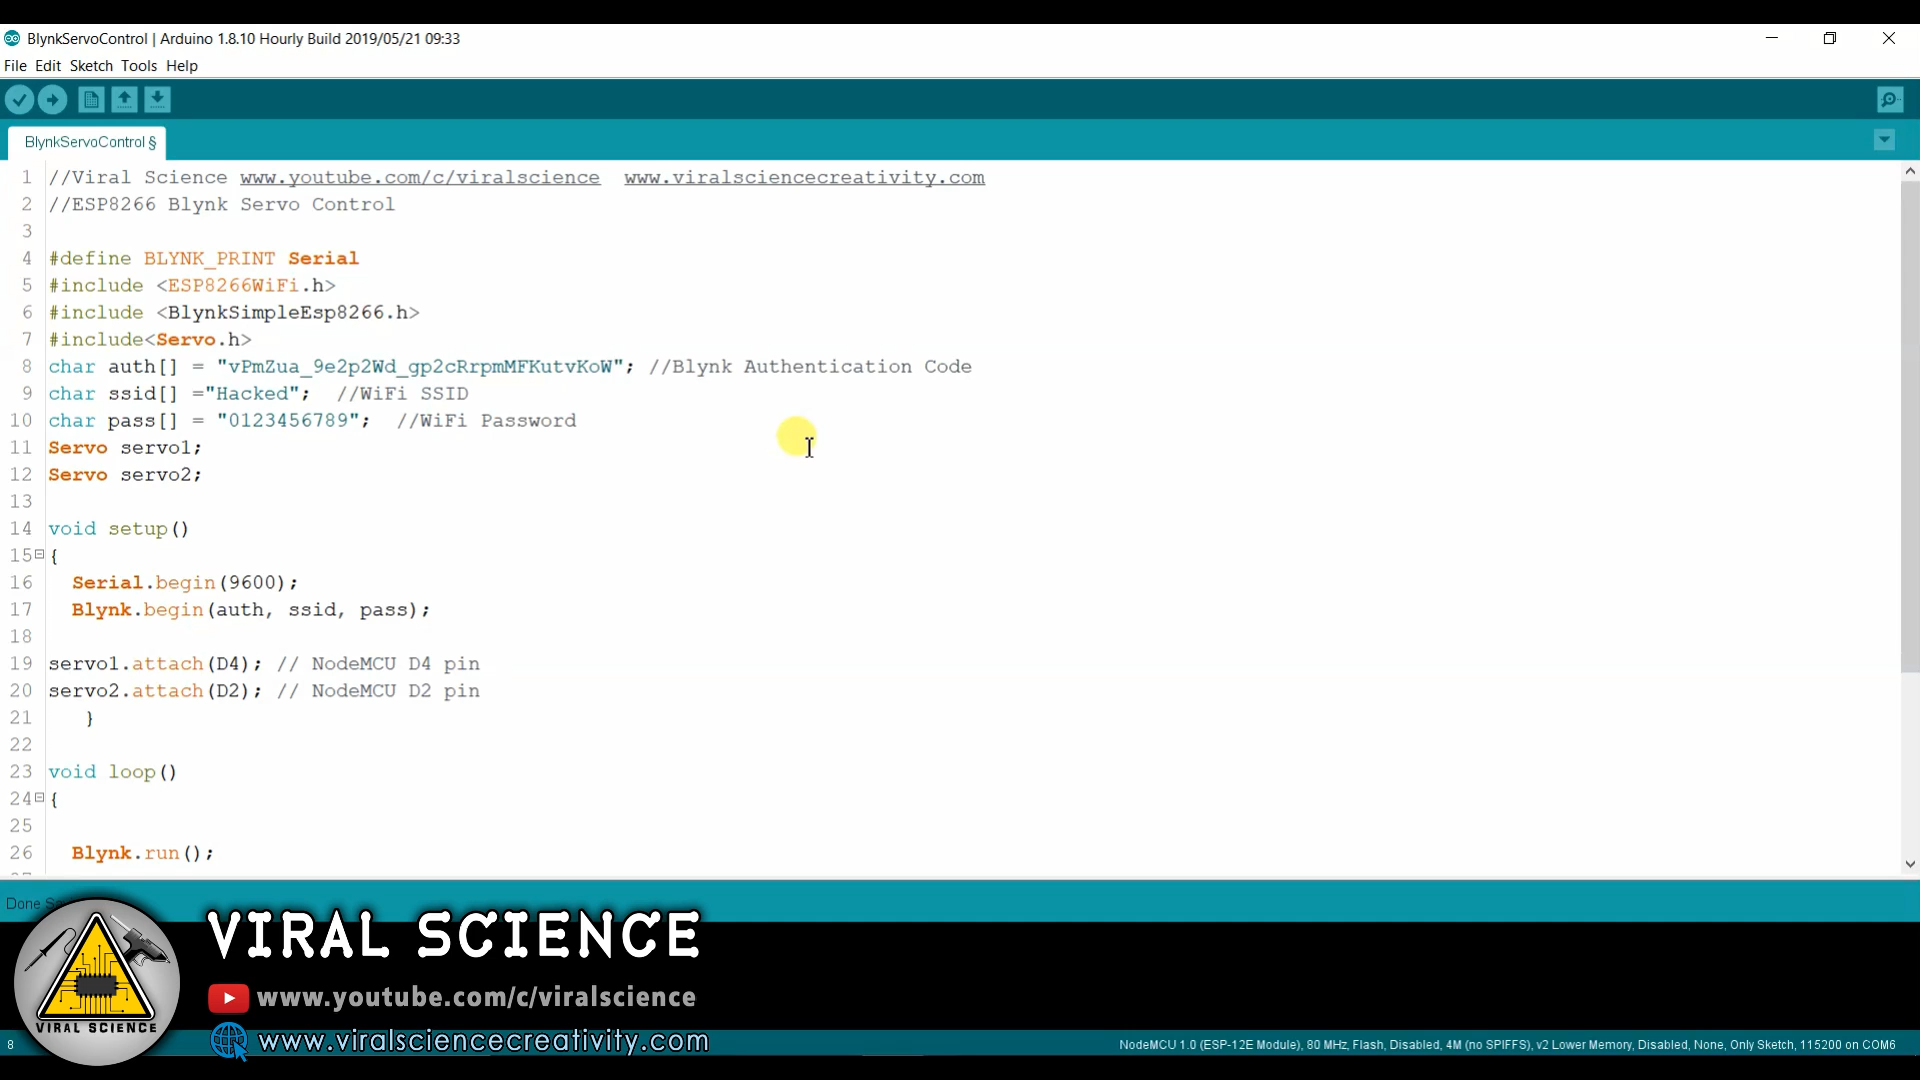 BlynkServoControl | Arduino 1.8.10 Hourly Build 2019/05/21 09:33
File Edit Sketch Tools Help
BlynkServoControl §
1 //Viral Science www.youtube.com/c/viralscience  www.viralsciencecreativity.com
2 //ESP8266 Blynk Servo Control
3
4 #define BLYNK_PRINT Serial
5 #include <ESP8266WiFi.h>
6 #include <BlynkSimpleEsp8266.h>
7 #include<Servo.h>
8 char auth[] = "vPmZua_9e2p2Wd_gp2cRrpmMFKutvKoW"; //Blynk Authentication Code
9 char ssid[] ="Hacked";  //WiFi SSID
10 char pass[] = "0123456789";  //WiFi Password
11 Servo servo1;
12 Servo servo2;
13
14 void setup()
15 {
16   Serial.begin(9600);
17   Blynk.begin(auth, ssid, pass);
18
19 servo1.attach(D4); // NodeMCU D4 pin
20 servo2.attach(D2); // NodeMCU D2 pin
21    }
22
23 void loop()
24 {
25
26   Blynk.run();
Done
VIRAL SCIENCE
www.youtube.com/c/viralscience
VIRAL SCIENCE
www.viralsciencecreativity.com
8
NodeMCU 1.0 (ESP-12E Module), 80 MHz, Flash, Disabled, 4M (no SPIFFS), v2 Lower Memory, Disabled, None, Only Sketch, 115200 on COM6